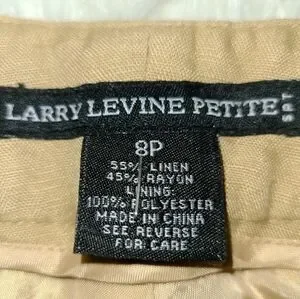 LARRY LEVINE PETITE
8P
55% LINEN
45% RAYON
LINING:
100% POLYESTER
MADE IN CHINA
SEE REVERSE
FOR CARE